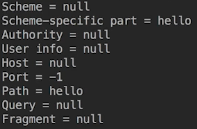 Scheme = null
Scheme-specific part = hello
Authority = null
User info = null
Host = null
Port = -1
Path = hello
Query = null
Fragment = null